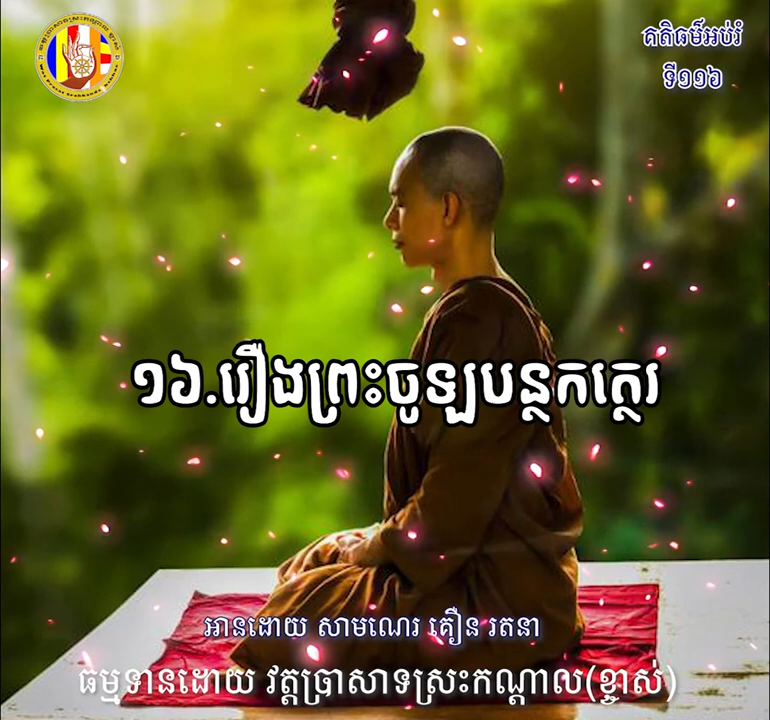 គតិធម៌អប់រំ
ទី១១៦
១៦.រឿងព្រះចូឡបន្ថកត្ថេរ
អានដោយ សាមណេរ គឿន រតនា
ធម្មទានដោយ វត្តប្រាសាទស្រះកណ្តាល(ខ្ចាស់)